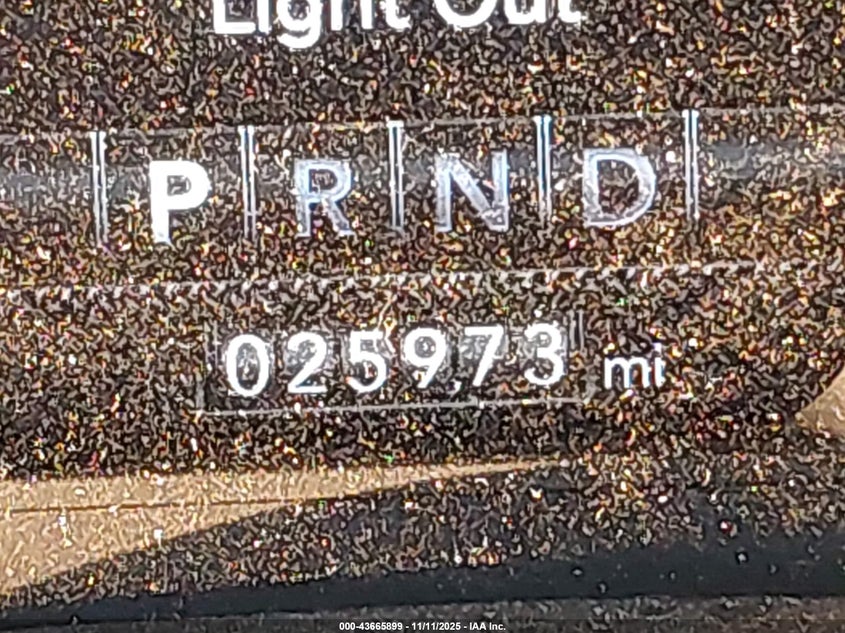 Light Out
P R N D
025973 mi
000-43665899 - 11/11/2025 - IAA Inc.